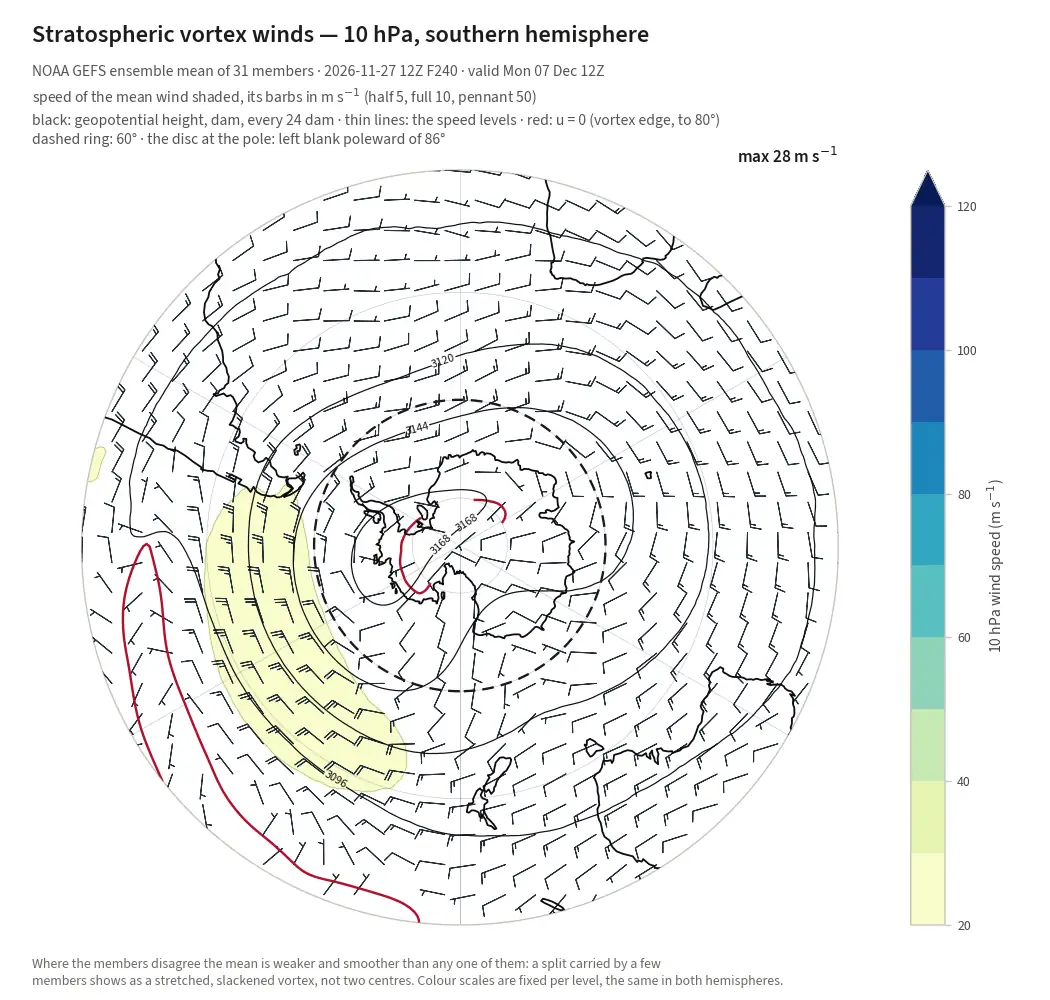 Stratospheric vortex winds — 10 hPa, southern hemisphere
NOAA GEFS ensemble mean of 31 members · 2026-11-27 12Z F240 · valid Mon 07 Dec 12Z
speed of the mean wind shaded, its barbs in m s⁻¹ (half 5, full 10, pennant 50)
black: geopotential height, dam, every 24 dam · thin lines: the speed levels · red: u = 0 (vortex edge, to 80°)
dashed ring: 60° · the disc at the pole: left blank poleward of 86°
max 28 m s⁻¹
120
100
80
60
40
20
10 hPa wind speed (m s⁻¹)
3120
3144
3168
3168
3096
Where the members disagree the mean is weaker and smoother than any one of them: a split carried by a few
members shows as a stretched, slackened vortex, not two centres. Colour scales are fixed per level, the same in both hemispheres.